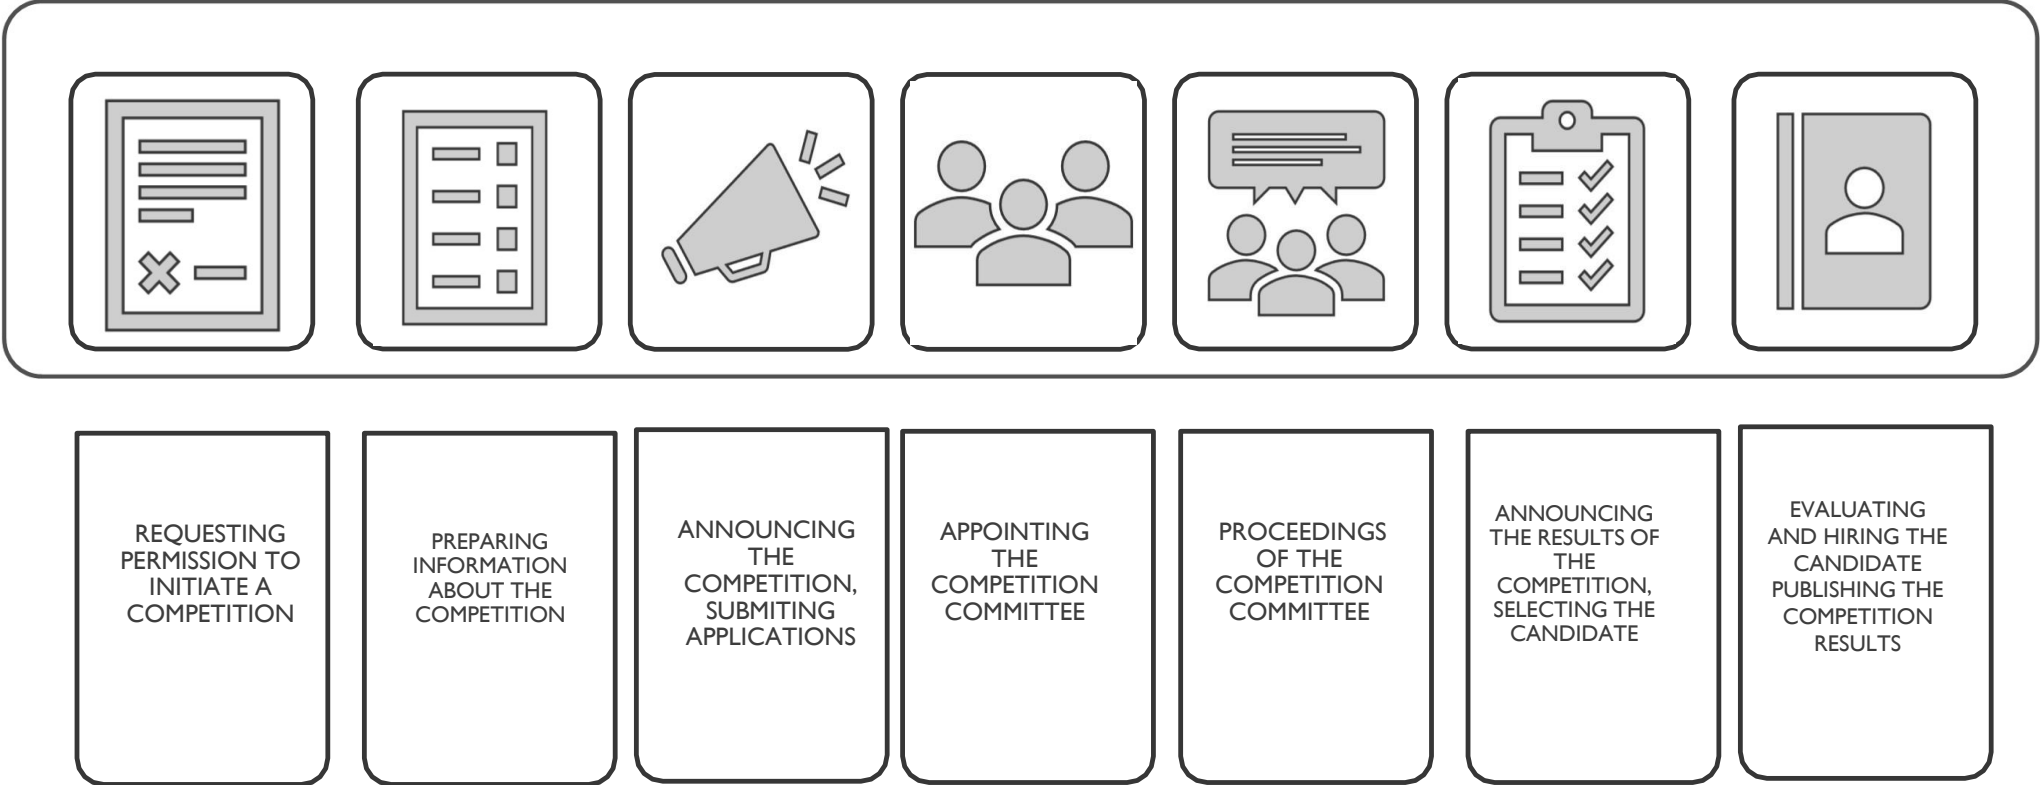 REQUESTING
PERMISSION TO
INITIATE A
COMPETITION
PREPARING
INFORMATION
ABOUT THE
COMPETITION
ANNOUNCING
THE
COMPETITION,
SUBMITING
APPLICATIONS
APPOINTING
THE
COMPETITION
COMMITTEE
PROCEEDINGS
OF THE
COMPETITION
COMMITTEE
ANNOUNCING
THE RESULTS OF
THE
COMPETITION,
SELECTING THE
CANDIDATE
EVALUATING
AND HIRING THE
CANDIDATE
PUBLISHING THE
COMPETITION
RESULTS